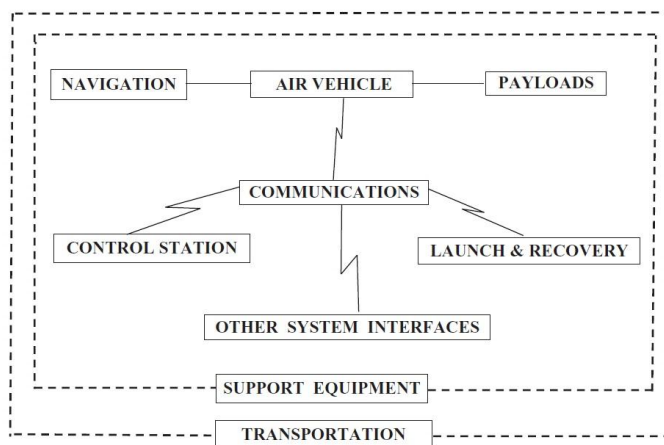 NAVIGATION
AIR VEHICLE
PAYLOADS
COMMUNICATIONS
CONTROL STATION
LAUNCH & RECOVERY
OTHER SYSTEM INTERFACES
SUPPORT EQUIPMENT
TRANSPORTATION